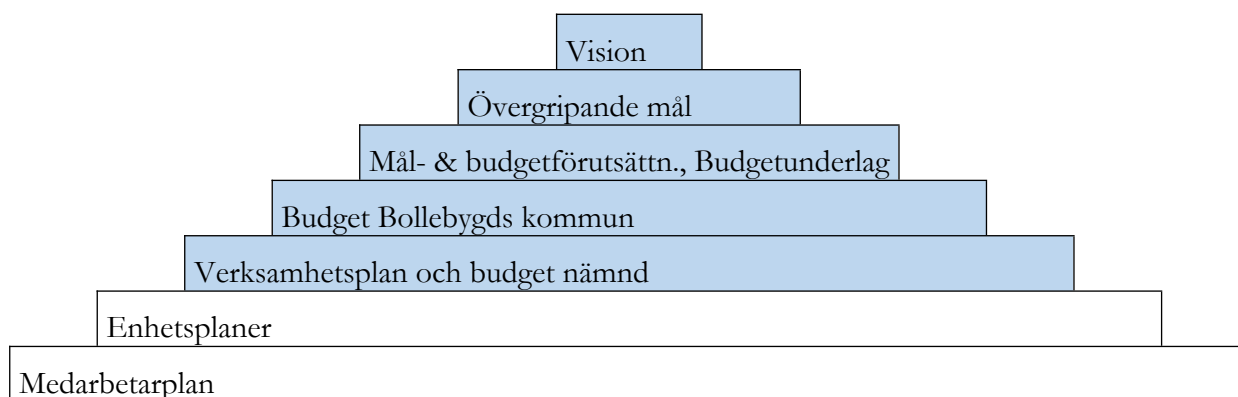 Vision
Övergripande mål
Mål- & budgetförutsättn., Budgetunderlag
Budget Bollebygds kommun
Verksamhetsplan och budget nämnd
Enhetsplaner
Medarbetarplan